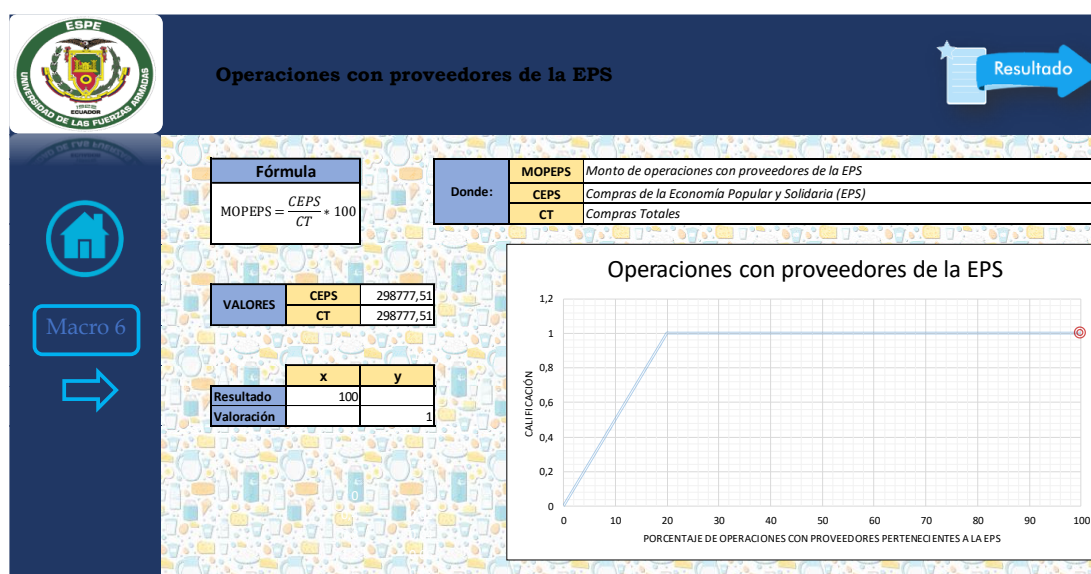 ESPE
UNIVERSIDAD DE LAS FUERZAS ARMADAS
1922
ECUADOR
Operaciones con proveedores de la EPS
Resultado
Fórmula
MOPEPS = CEPS / CT * 100
Donde:
MOPEPS Monto de operaciones con proveedores de la EPS
CEPS Compras de la Economía Popular y Solidaria (EPS)
CT Compras Totales
VALORES
CEPS 298777,51
CT 298777,51
Macro 6
x y
Resultado 100
Valoración 1
0
Operaciones con proveedores de la EPS
CALIFICACIÓN
1,2
1
0,8
0,6
0,4
0,2
0
0 10 20 30 40 50 60 70 80 90 100
PORCENTAJE DE OPERACIONES CON PROVEEDORES PERTENECIENTES A LA EPS